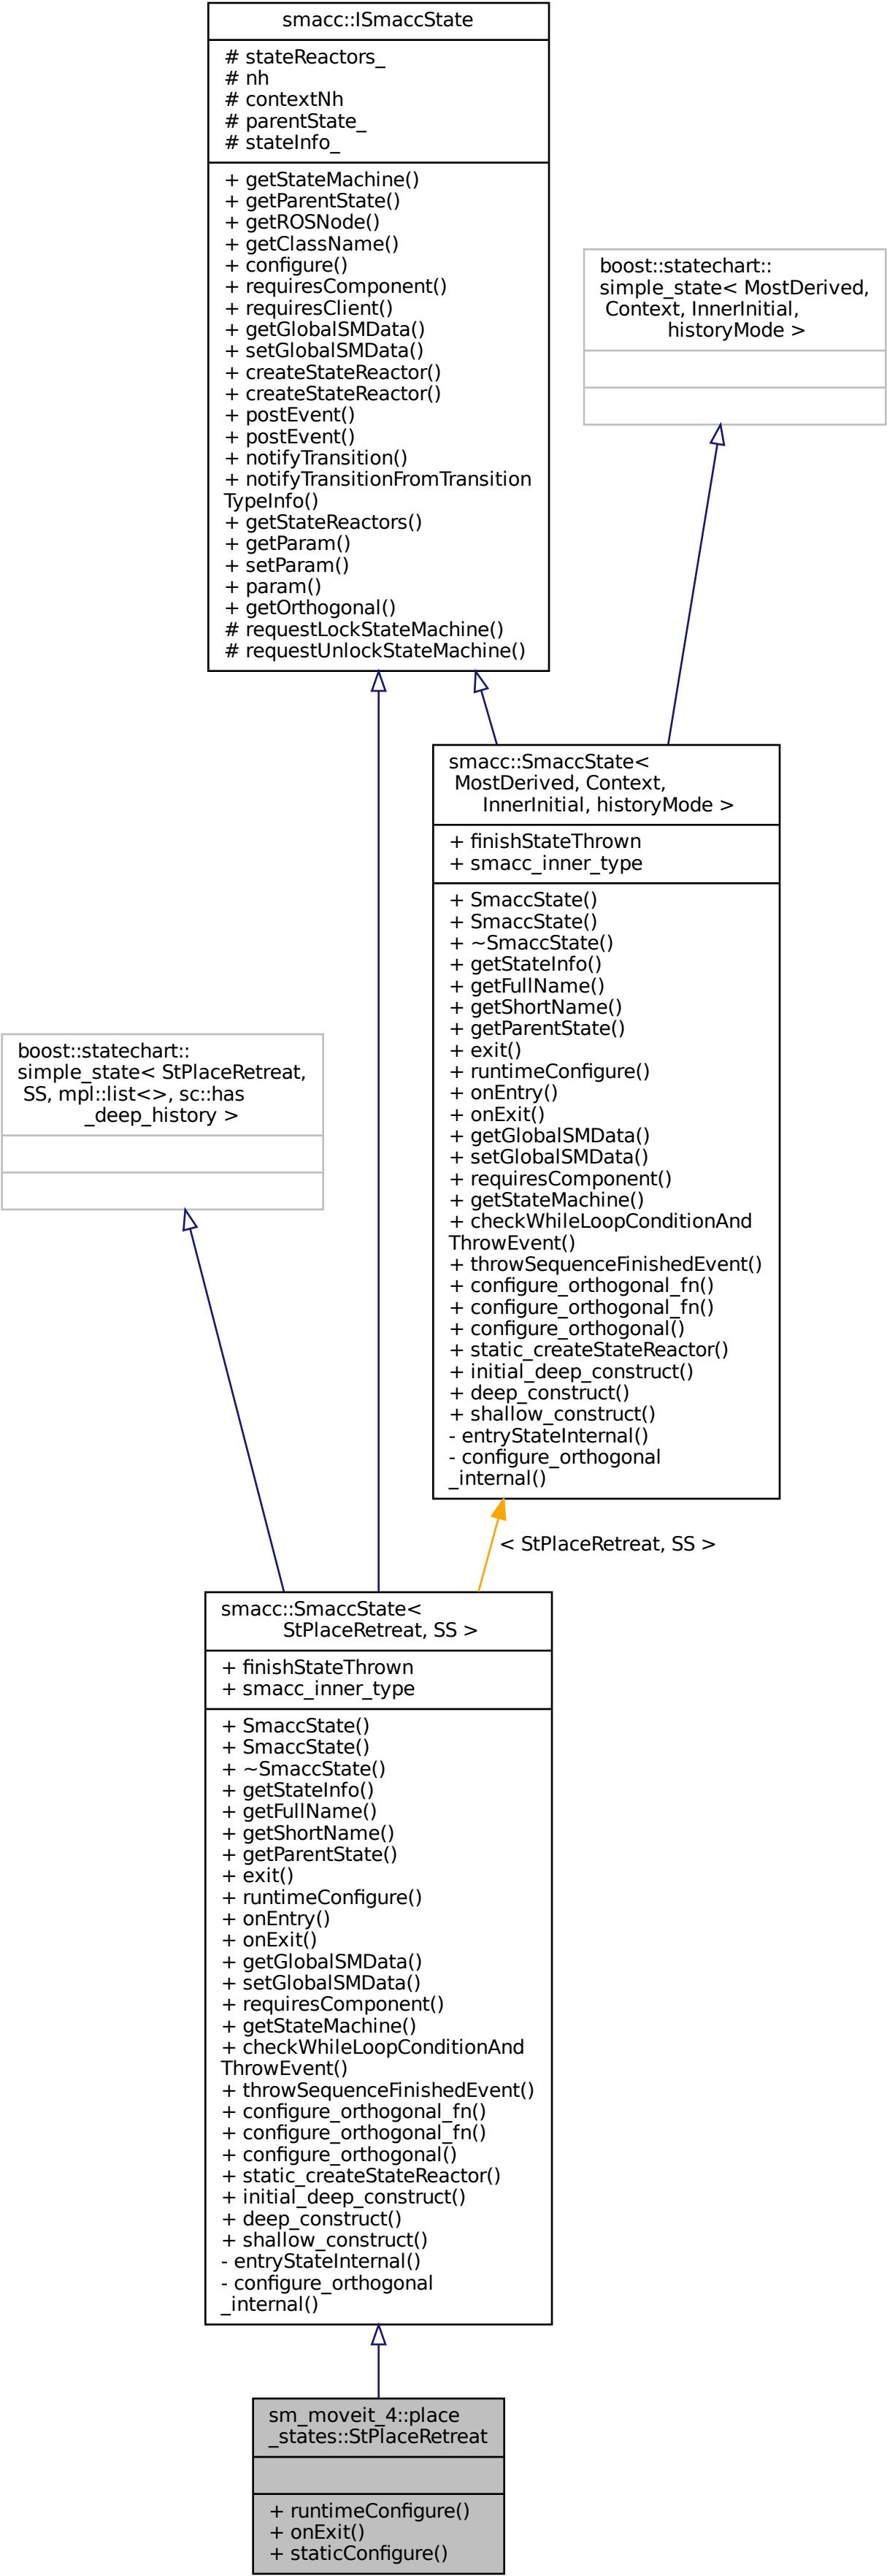 smacc::ISmaccState
# stateReactors_
# nh
# contextNh
# parentState_
# stateInfo_
+ getStateMachine()
+ getParentState()
+ getROSNode()
+ getClassName()
+ configure()
+ requiresComponent()
+ requiresClient()
+ getGlobalSMData()
+ setGlobalSMData()
+ createStateReactor()
+ createStateReactor()
+ postEvent()
+ postEvent()
+ notifyTransition()
+ notifyTransitionFromTransition
TypeInfo()
+ getStateReactors()
+ getParam()
+ setParam()
+ param()
+ getOrthogonal()
# requestLockStateMachine()
# requestUnlockStateMachine()
boost::statechart::
simple_state< MostDerived,
Context, InnerInitial,
historyMode >
smacc::SmaccState<
MostDerived, Context,
InnerInitial, historyMode >
+ finishStateThrown
+ smacc_inner_type
+ SmaccState()
+ SmaccState()
+ ~SmaccState()
+ getStateInfo()
+ getFullName()
+ getShortName()
+ getParentState()
+ exit()
+ runtimeConfigure()
+ onEntry()
+ onExit()
+ getGlobalSMData()
+ setGlobalSMData()
+ requiresComponent()
+ getStateMachine()
+ checkWhileLoopConditionAnd
ThrowEvent()
+ throwSequenceFinishedEvent()
+ configure_orthogonal_fn()
+ configure_orthogonal_fn()
+ configure_orthogonal()
+ static_createStateReactor()
+ initial_deep_construct()
+ deep_construct()
+ shallow_construct()
- entryStateInternal()
- configure_orthogonal
_internal()
boost::statechart::
simple_state< StPlaceRetreat,
SS, mpl::list<>, sc::has
_deep_history >
< StPlaceRetreat, SS >
smacc::SmaccState<
StPlaceRetreat, SS >
+ finishStateThrown
+ smacc_inner_type
+ SmaccState()
+ SmaccState()
+ ~SmaccState()
+ getStateInfo()
+ getFullName()
+ getShortName()
+ getParentState()
+ exit()
+ runtimeConfigure()
+ onEntry()
+ onExit()
+ getGlobalSMData()
+ setGlobalSMData()
+ requiresComponent()
+ getStateMachine()
+ checkWhileLoopConditionAnd
ThrowEvent()
+ throwSequenceFinishedEvent()
+ configure_orthogonal_fn()
+ configure_orthogonal_fn()
+ configure_orthogonal()
+ static_createStateReactor()
+ initial_deep_construct()
+ deep_construct()
+ shallow_construct()
- entryStateInternal()
- configure_orthogonal
_internal()
sm_moveit_4::place
_states::StPlaceRetreat
+ runtimeConfigure()
+ onExit()
+ staticConfigure()